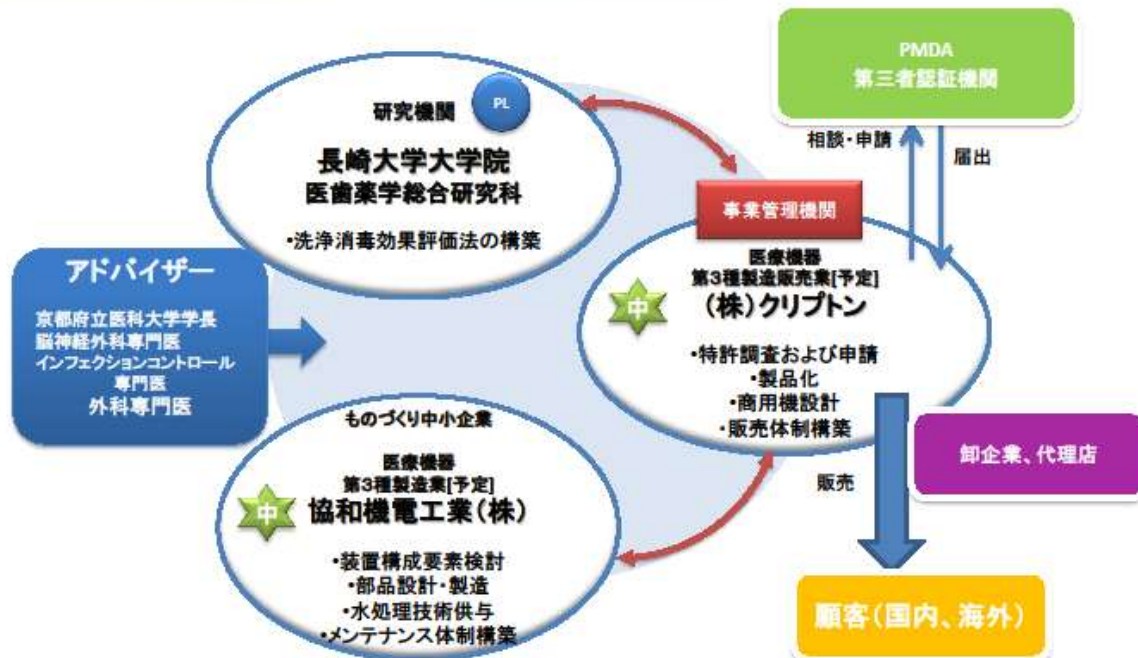 研究機関
PL
長崎大学大学院
医歯薬学総合研究科
・洗浄消毒効果評価法の構築
PMDA
第三者認証機関
相談・申請
届出
事業管理機関
医療機器
第3種製造販売業[予定]
中
(株)クリプトン
・特許調査および申請
・製品化
・商用機設計
・販売体制構築
アドバイザー
京都府立医科大学学長
脳神経外科専門医
インフェクションコントロール
専門医
外科専門医
ものづくり中小企業
医療機器
第3種製造業[予定]
中
協和機電工業(株)
・装置構成要素検討
・部品設計・製造
・水処理技術供与
・メンテナンス体制構築
販売
卸企業、代理店
顧客(国内、海外)